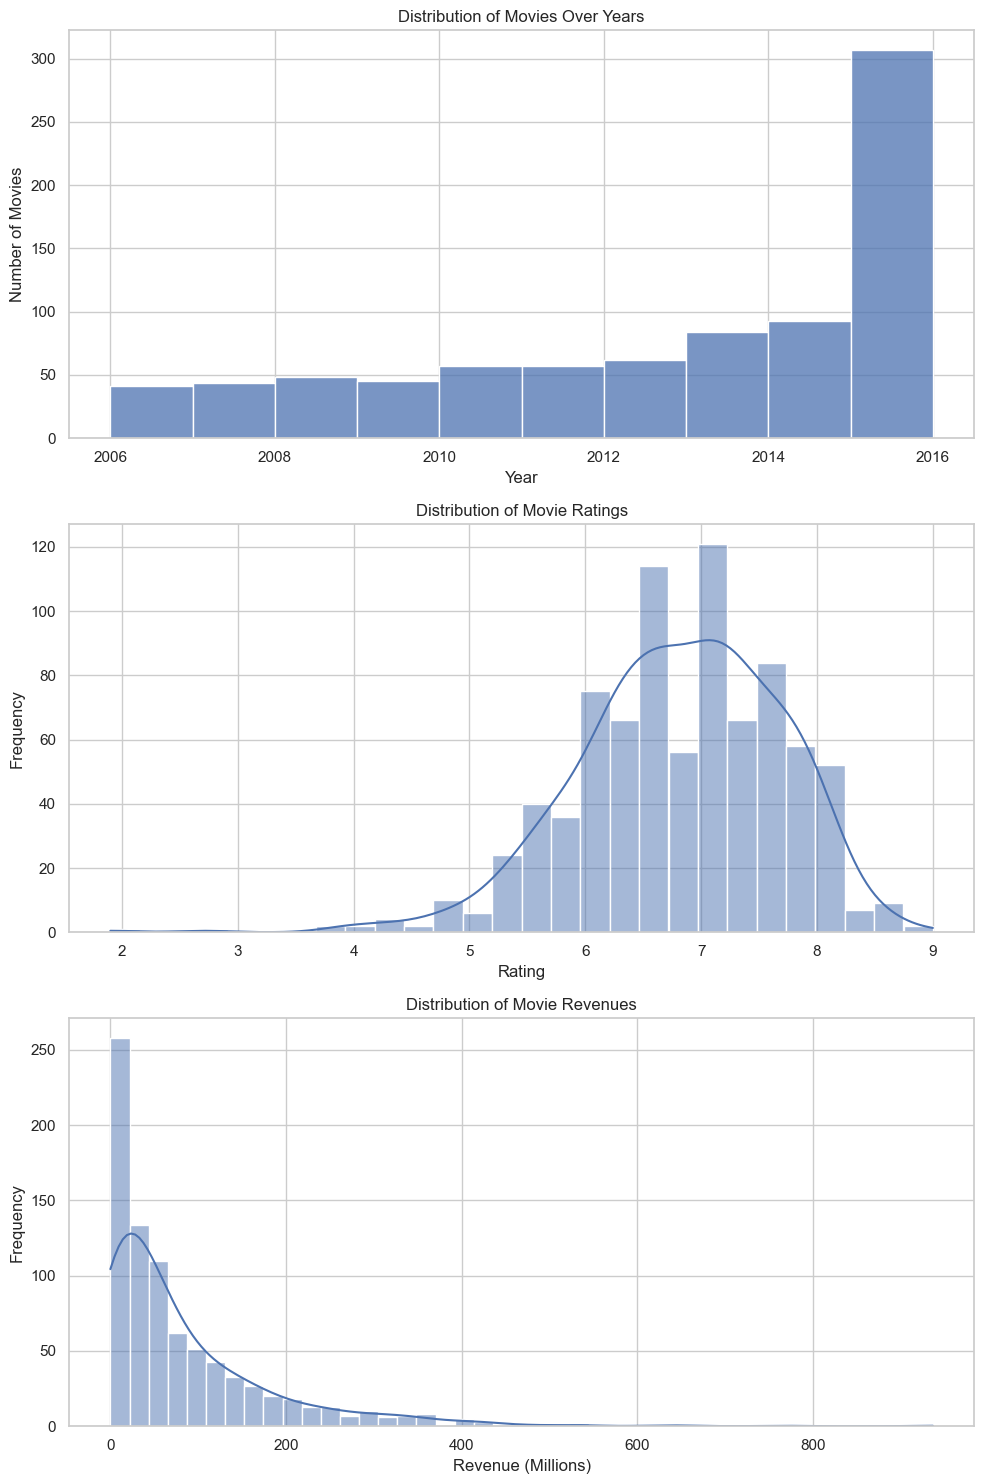 Distribution of Movies Over Years
300
250
200
150
100
50
0
Number of Movies
2006 2008 2010 2012 2014 2016
Year
Distribution of Movie Ratings
120
100
80
60
40
20
0
Frequency
2 3 4 5 6 7 8 9
Rating
Distribution of Movie Revenues
250
200
150
100
50
0
Frequency
0 200 400 600 800
Revenue (Millions)